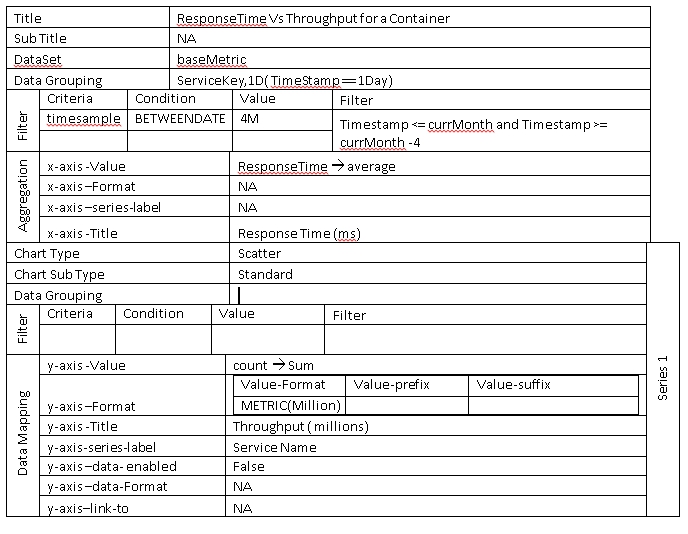 Title ResponseTime Vs Throughput for a Container
Sub Title NA
DataSet baseMetric
Data Grouping ServiceKey,1D( TimeStamp==1Day)
Filter
Criteria Condition Value Filter
timesample BETWEENDATE 4M Timestamp <= currMonth and Timestamp >=
currMonth -4
Aggregation
x-axis -Value ResponseTime → average
x-axis –Format NA
x-axis –series-label NA
x-axis -Title Response Time (ms)
Chart Type Scatter
Chart Sub Type Standard
Data Grouping
Filter
Criteria Condition Value Filter
Series 1
Data Mapping
y-axis -Value count → Sum
Value-Format Value-prefix Value-suffix
y-axis –Format METRIC(Million)
y-axis -Title Throughput ( millions)
y-axis-series-label Service Name
y-axis –data- enabled False
y-axis –data-Format NA
y-axis–link-to NA